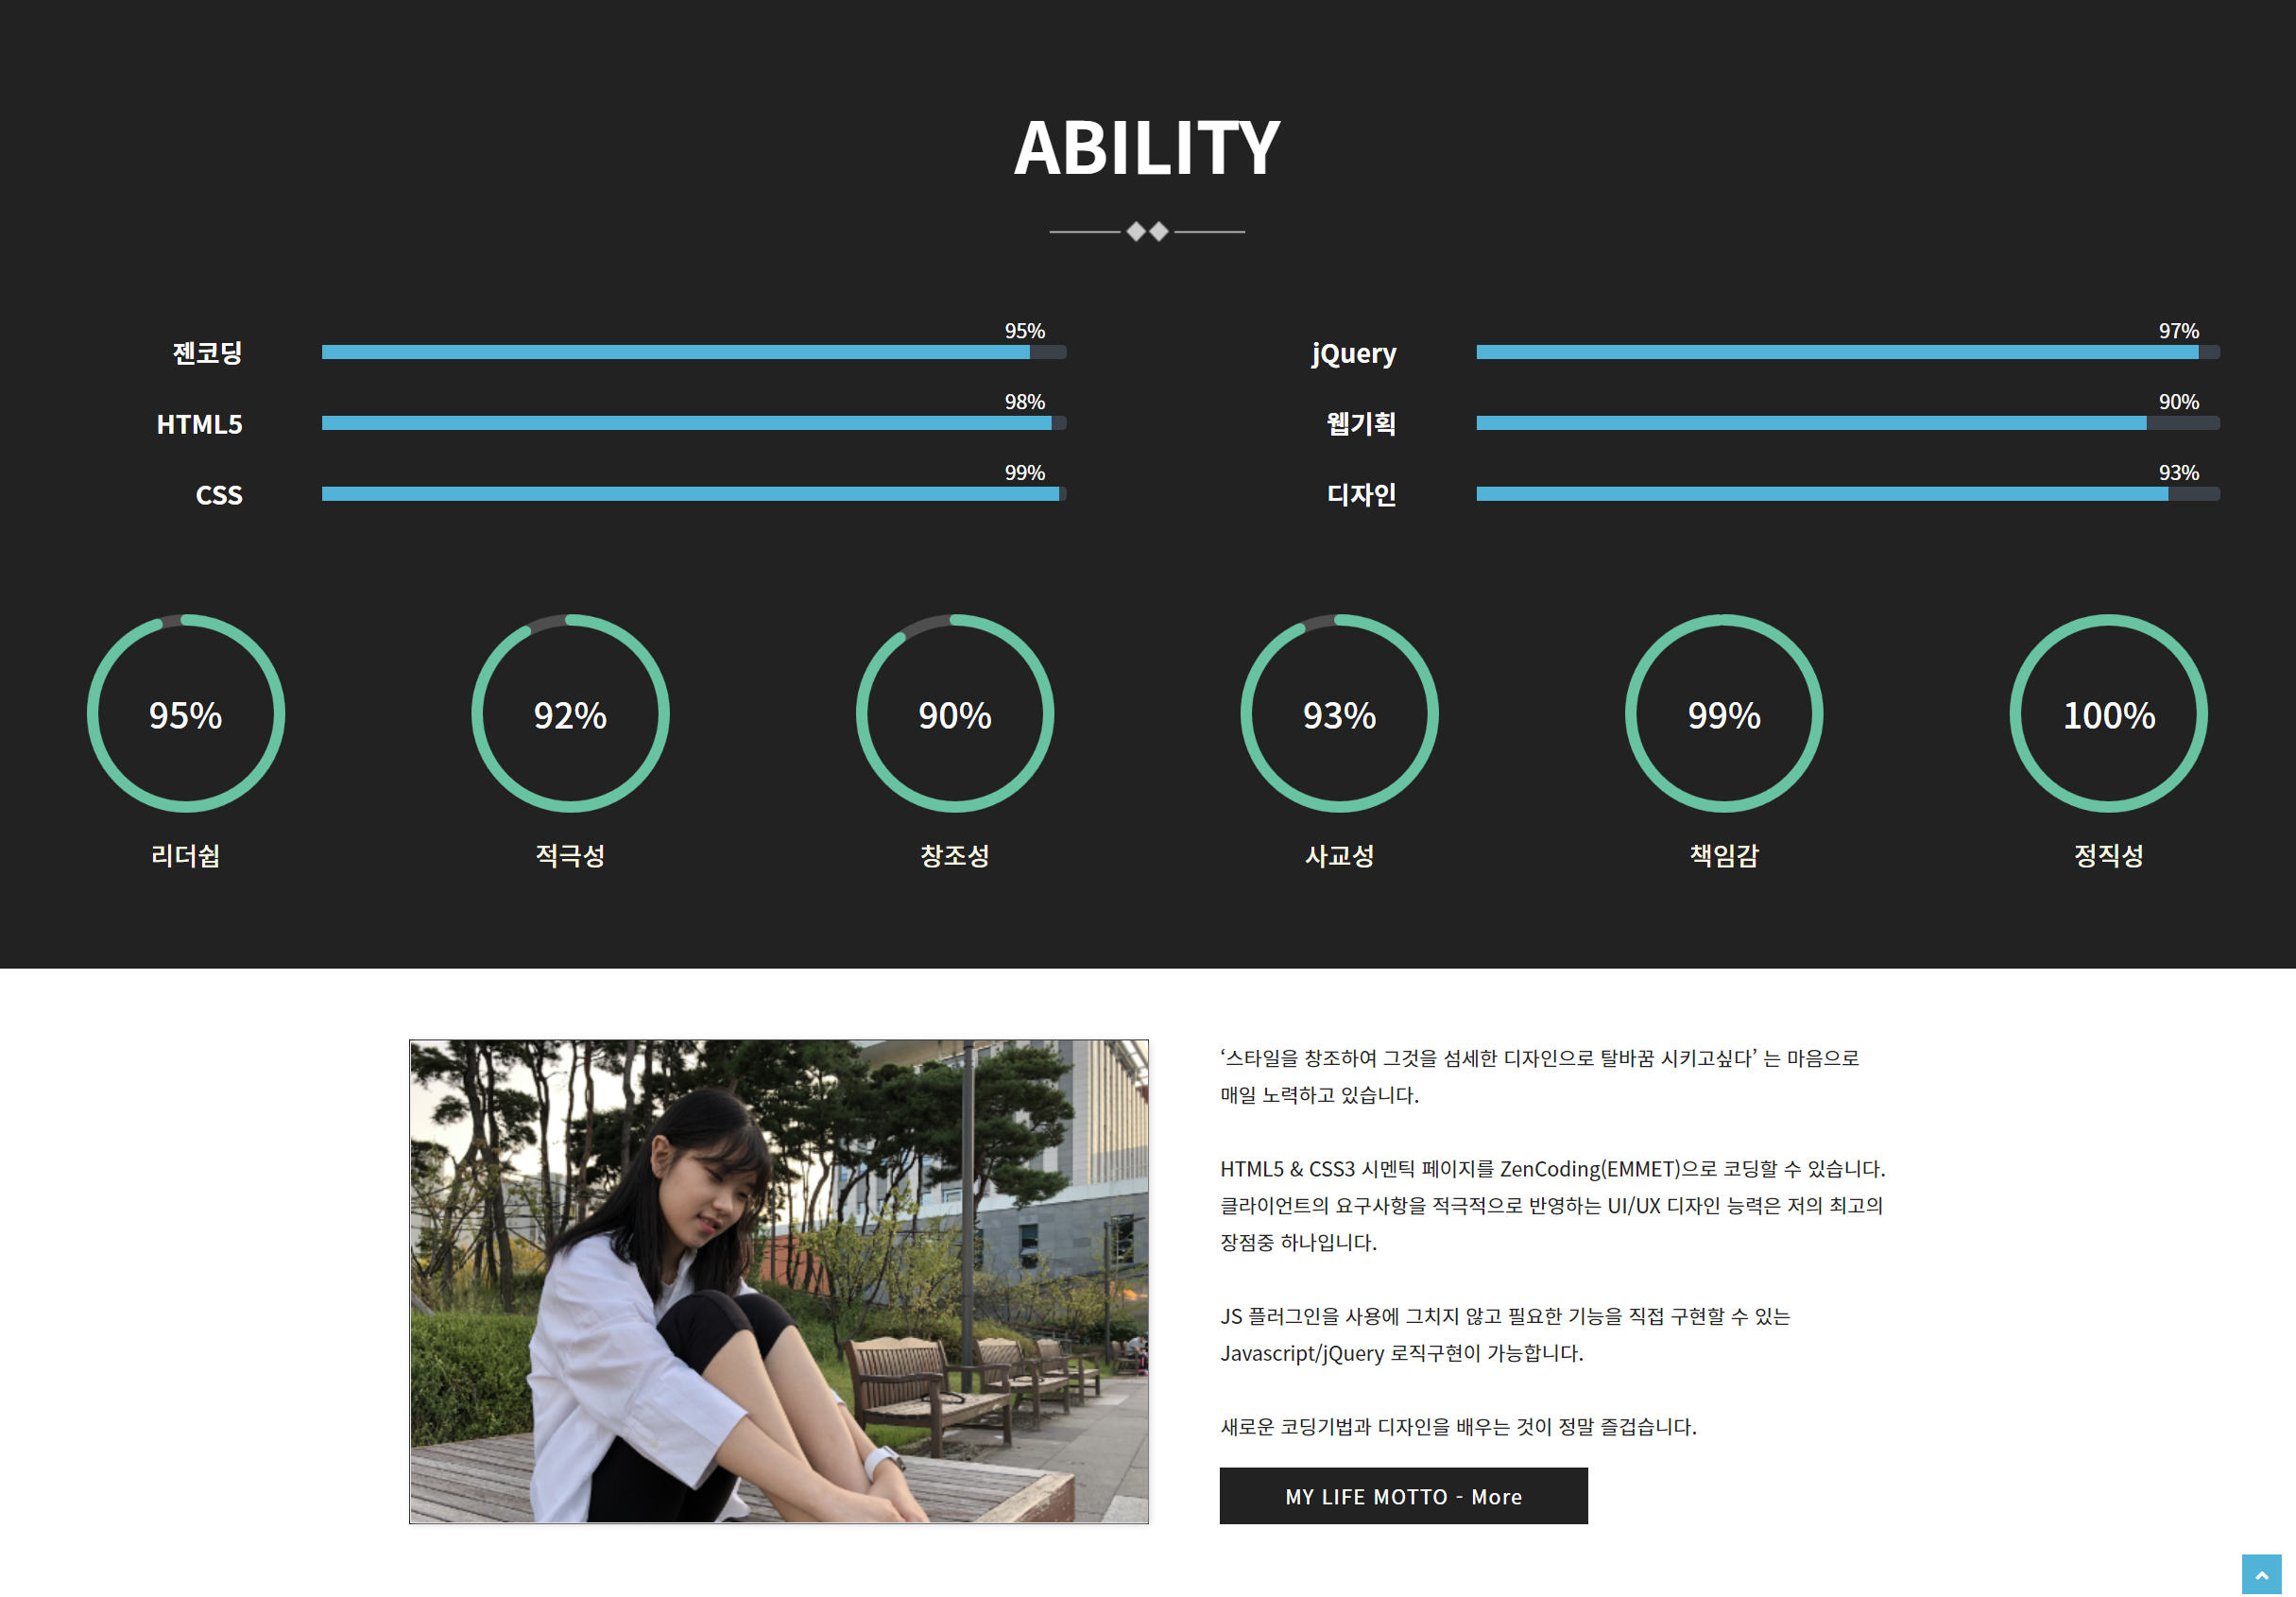 ABILITY
젠코딩
95%
HTML5
98%
CSS
99%
jQuery
97%
웹기획
90%
디자인
93%
95%
92%
90%
93%
99%
100%
리더쉽
적극성
창조성
사교성
책임감
정직성
‘스타일을 창조하여 그것을 섬세한 디자인으로 탈바꿈 시키고싶다’ 는 마음으로
매일 노력하고 있습니다.
HTML5 & CSS3 시멘틱 페이지를 ZenCoding(EMMET)으로 코딩할 수 있습니다.
클라이언트의 요구사항을 적극적으로 반영하는 UI/UX 디자인 능력은 저의 최고의
장점중 하나입니다.
JS 플러그인을 사용에 그치지 않고 필요한 기능을 직접 구현할 수 있는
Javascript/jQuery 로직구현이 가능합니다.
새로운 코딩기법과 디자인을 배우는 것이 정말 즐겁습니다.
MY LIFE MOTTO - More